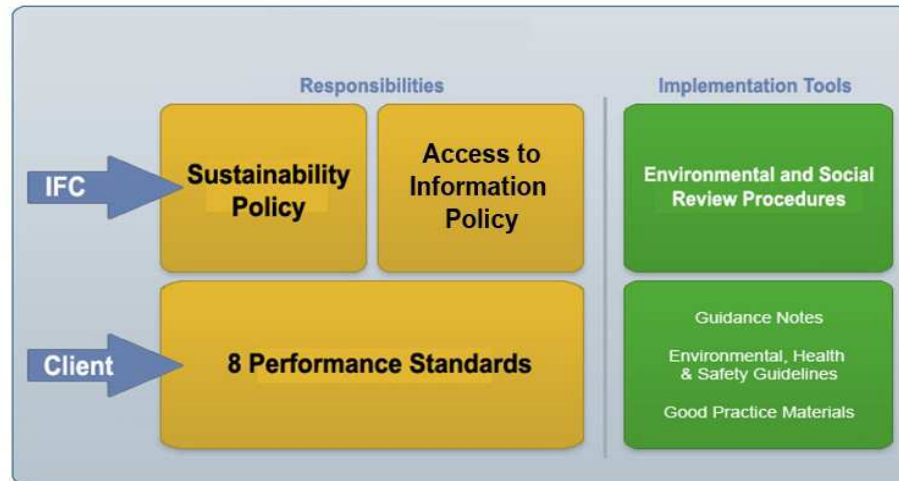 Responsibilities
Implementation Tools
IFC
Sustainability
Policy
Access to
Information
Policy
Environmental and Social
Review Procedures
Client
8 Performance Standards
Guidance Notes
Environmental, Health
& Safety Guidelines
Good Practice Materials